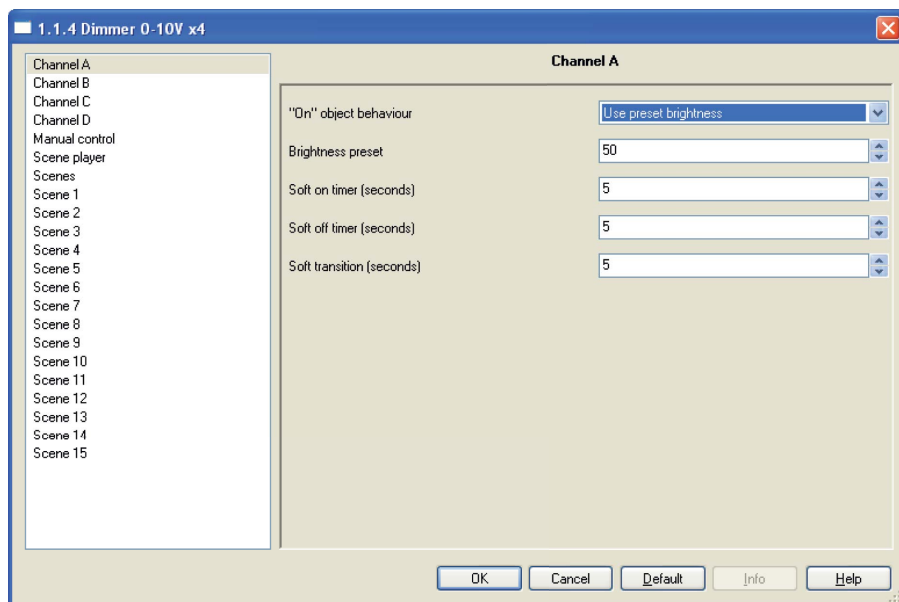 1.1.4 Dimmer 0-10V x4
Channel A
Channel B
Channel C
Channel D
Manual control
Scene player
Scenes
Scene 1
Scene 2
Scene 3
Scene 4
Scene 5
Scene 6
Scene 7
Scene 8
Scene 9
Scene 10
Scene 11
Scene 12
Scene 13
Scene 14
Scene 15
Channel A
"On" object behaviour
Use preset brightness
Brightness preset
50
Soft on timer (seconds)
5
Soft off timer (seconds)
5
Soft transition (seconds)
5
OK
Cancel
Default
Info
Help